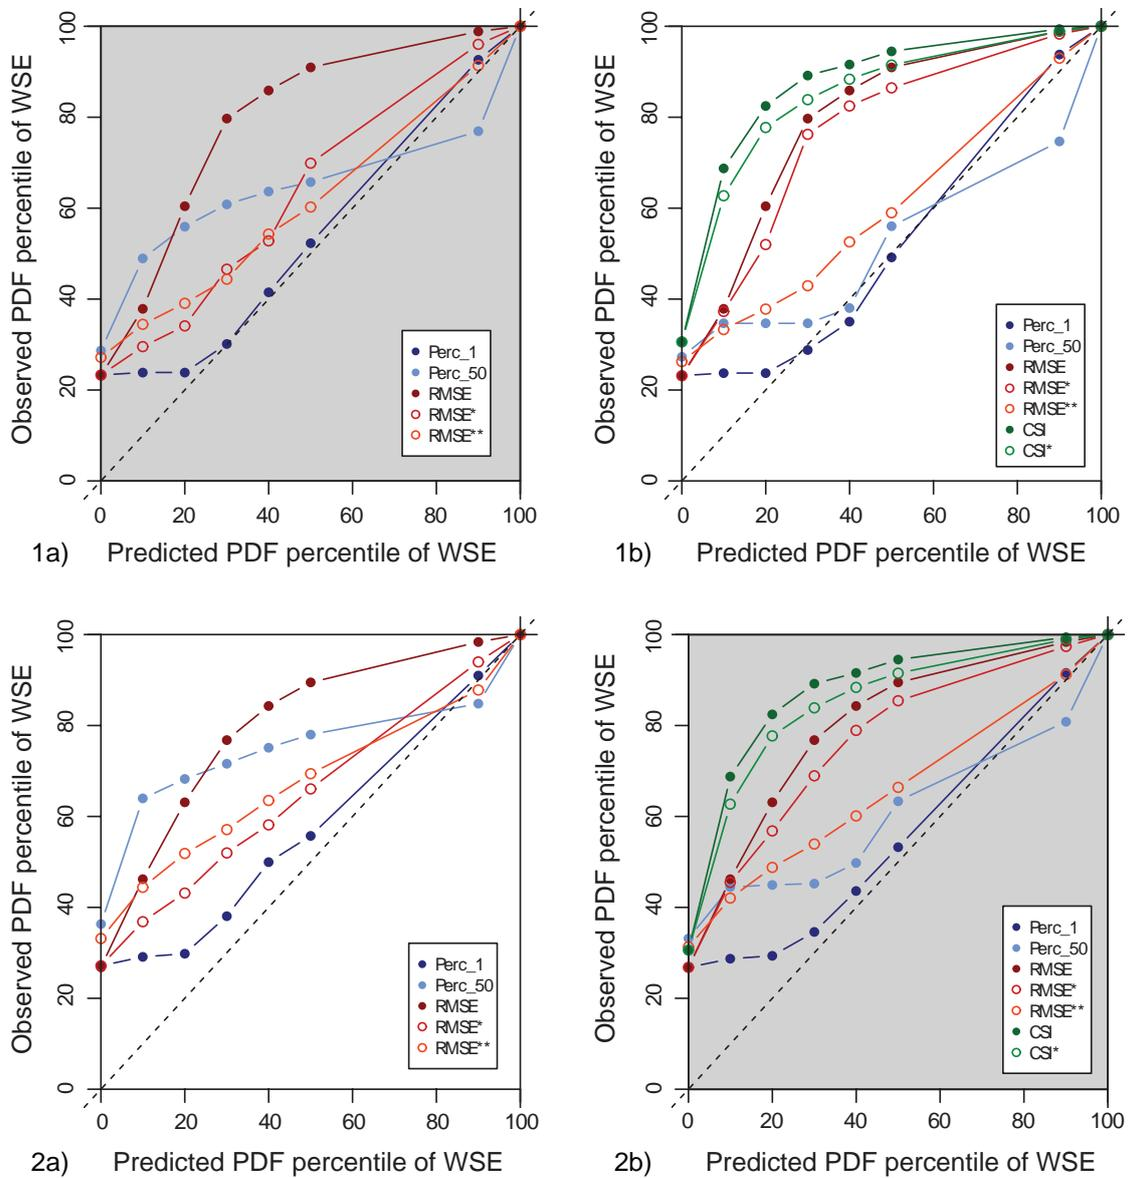 Observed PDF percentile of WSE
0 20 40 60 80 100
Perc_1
Perc_50
RMSE
RMSE*
RMSE**
0 20 40 60 80 100
1a) Predicted PDF percentile of WSE
Observed PDF percentile of WSE
0 20 40 60 80 100
Perc_1
Perc_50
RMSE
RMSE*
RMSE**
CSI
CSI*
0 20 40 60 80 100
1b) Predicted PDF percentile of WSE
Observed PDF percentile of WSE
0 20 40 60 80 100
Perc_1
Perc_50
RMSE
RMSE*
RMSE**
0 20 40 60 80 100
2a) Predicted PDF percentile of WSE
Observed PDF percentile of WSE
0 20 40 60 80 100
Perc_1
Perc_50
RMSE
RMSE*
RMSE**
CSI
CSI*
0 20 40 60 80 100
2b) Predicted PDF percentile of WSE